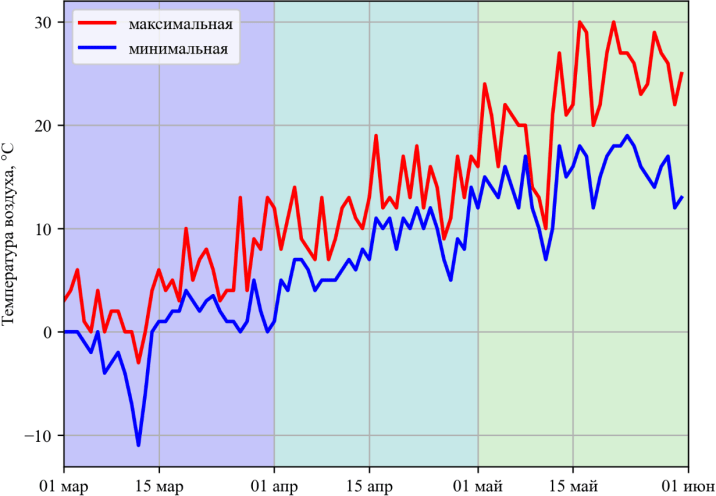 максимальная
минимальная
Температура воздуха, °C
30
20
10
0
−10
01 мар
15 мар
01 апр
15 апр
01 май
15 май
01 июн